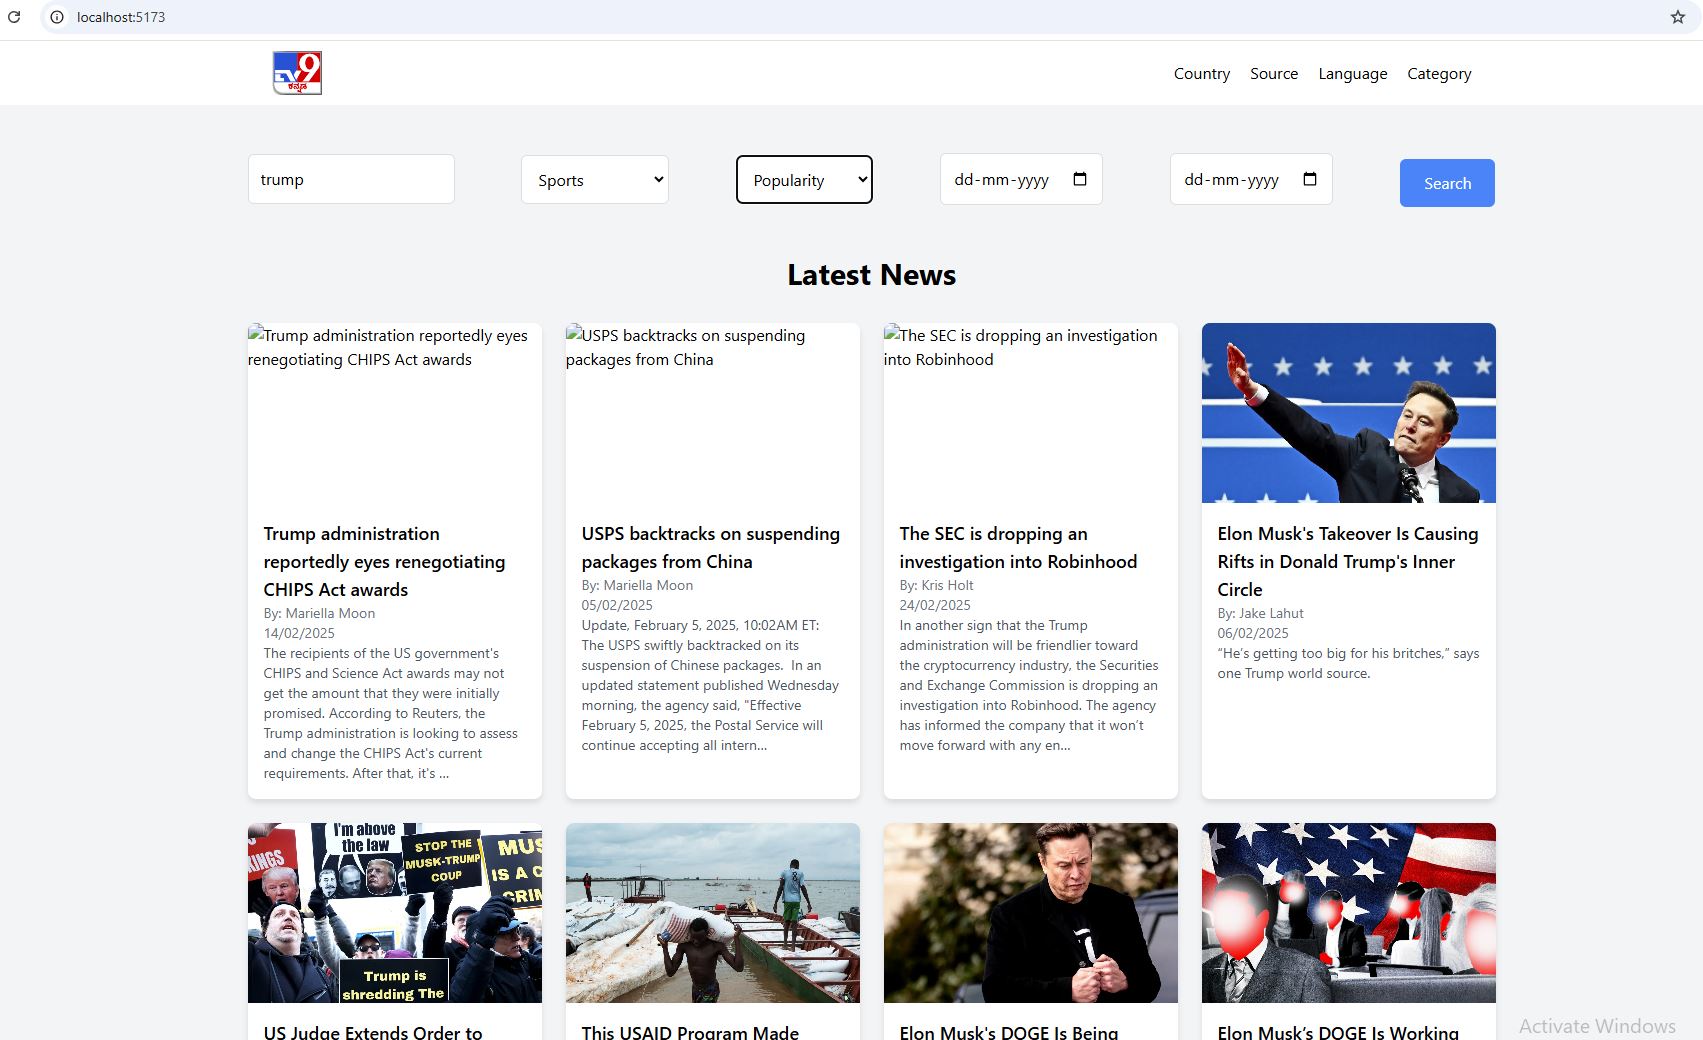 localhost:5173
TV9
ಕನ್ನಡ
Country Source Language Category
trump Sports Popularity dd-mm-yyyy dd-mm-yyyy Search
Latest News
Trump administration reportedly eyes
renegotiating CHIPS Act awards
Trump administration
reportedly eyes renegotiating
CHIPS Act awards
By: Mariella Moon
14/02/2025
The recipients of the US government's
CHIPS and Science Act awards may not
get the amount that they were initially
promised. According to Reuters, the
Trump administration is looking to assess
and change the CHIPS Act's current
requirements. After that, it's ...
USPS backtracks on suspending
packages from China
USPS backtracks on suspending
packages from China
By: Mariella Moon
05/02/2025
Update, February 5, 2025, 10:02AM ET:
The USPS swiftly backtracked on its
suspension of Chinese packages. In an
updated statement published Wednesday
morning, the agency said, "Effective
February 5, 2025, the Postal Service will
continue accepting all intern…
The SEC is dropping an investigation
into Robinhood
The SEC is dropping an
investigation into Robinhood
By: Kris Holt
24/02/2025
In another sign that the Trump
administration will be friendlier toward
the cryptocurrency industry, the Securities
and Exchange Commission is dropping an
investigation into Robinhood. The agency
has informed the company that it won’t
move forward with any en…
Elon Musk's Takeover Is Causing
Rifts in Donald Trump's Inner
Circle
By: Jake Lahut
06/02/2025
“He’s getting too big for his britches,” says
one Trump world source.
KINGS
I'm above
the law
STOP THE
MUSK-TRUMP
COUP
MUS
IS A C
CRIM
Trump is
shredding The
US Judge Extends Order to
This USAID Program Made
Elon Musk's DOGE Is Being
Elon Musk’s DOGE Is Working
Activate Windows